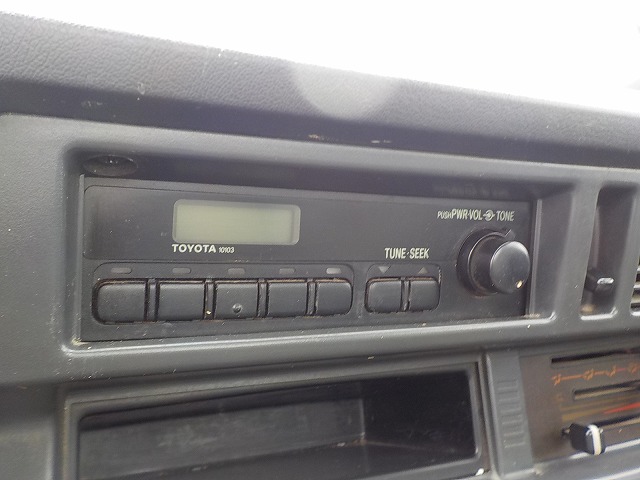 PUSH PWR·VOL TONE
TOYOTA 10103
TUNE·SEEK